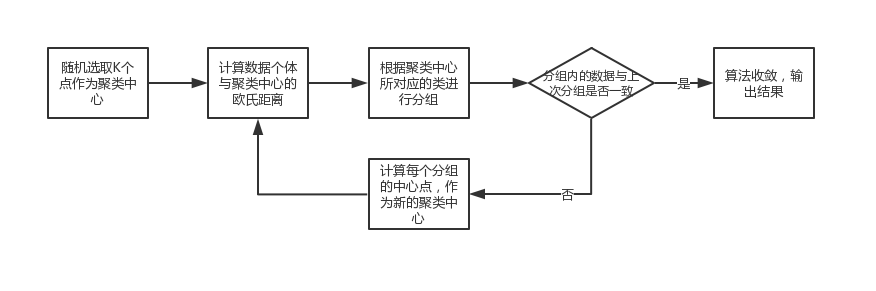 随机选取K个
点作为聚类中
心
计算数据个体
与聚类中心的
欧氏距离
根据聚类中心
所对应的类进
行分组
分组内的数据与上
次分组是否一致
是
算法收敛，输
出结果
否
计算每个分组
的中心点，作
为新的聚类中
心